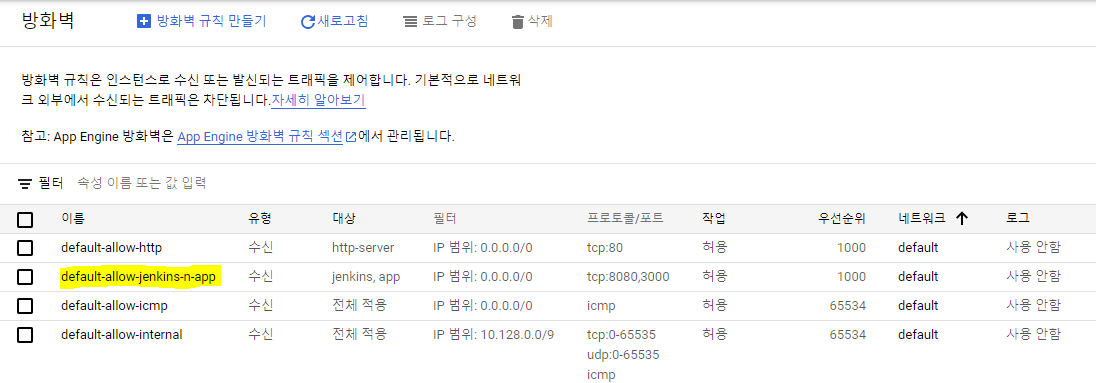 방화벽 방화벽 규칙 만들기 새로고침 로그 구성 삭제
방화벽 규칙은 인스턴스로 수신 또는 발신되는 트래픽을 제어합니다. 기본적으로 네트워
크 외부에서 수신되는 트래픽은 차단됩니다.자세히 알아보기
참고: App Engine 방화벽은 App Engine 방화벽 규칙 섹션에서 관리됩니다.
필터 속성 이름 또는 값 입력
이름 유형 대상 필터 프로토콜/포트 작업 우선순위 네트워크 로그
default-allow-http 수신 http-server IP 범위: 0.0.0.0/0 tcp:80 허용 1000 default 사용 안함
default-allow-jenkins-n-app 수신 jenkins, app IP 범위: 0.0.0.0/0 tcp:8080,3000 허용 1000 default 사용 안함
default-allow-icmp 수신 전체 적용 IP 범위: 0.0.0.0/0 icmp 허용 65534 default 사용 안함
default-allow-internal 수신 전체 적용 IP 범위: 10.128.0.0/9 tcp:0-65535 허용 65534 default 사용 안함
udp:0-65535
icmp